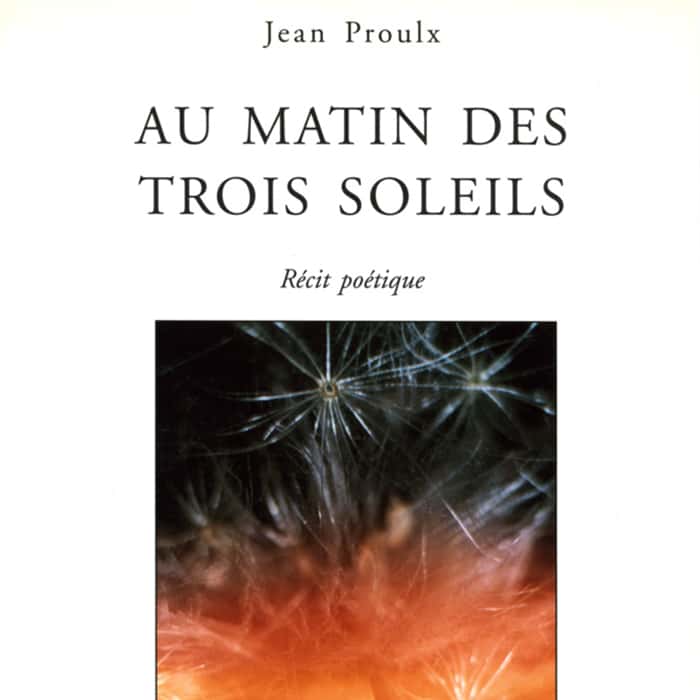 Jean Proulx
AU MATIN DES
TROIS SOLEILS
Récit poétique